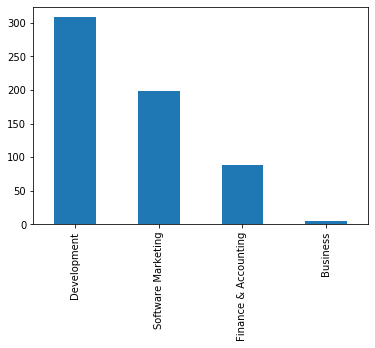 300
250
200
150
100
50
0
Development
Software Marketing
Finance & Accounting
Business